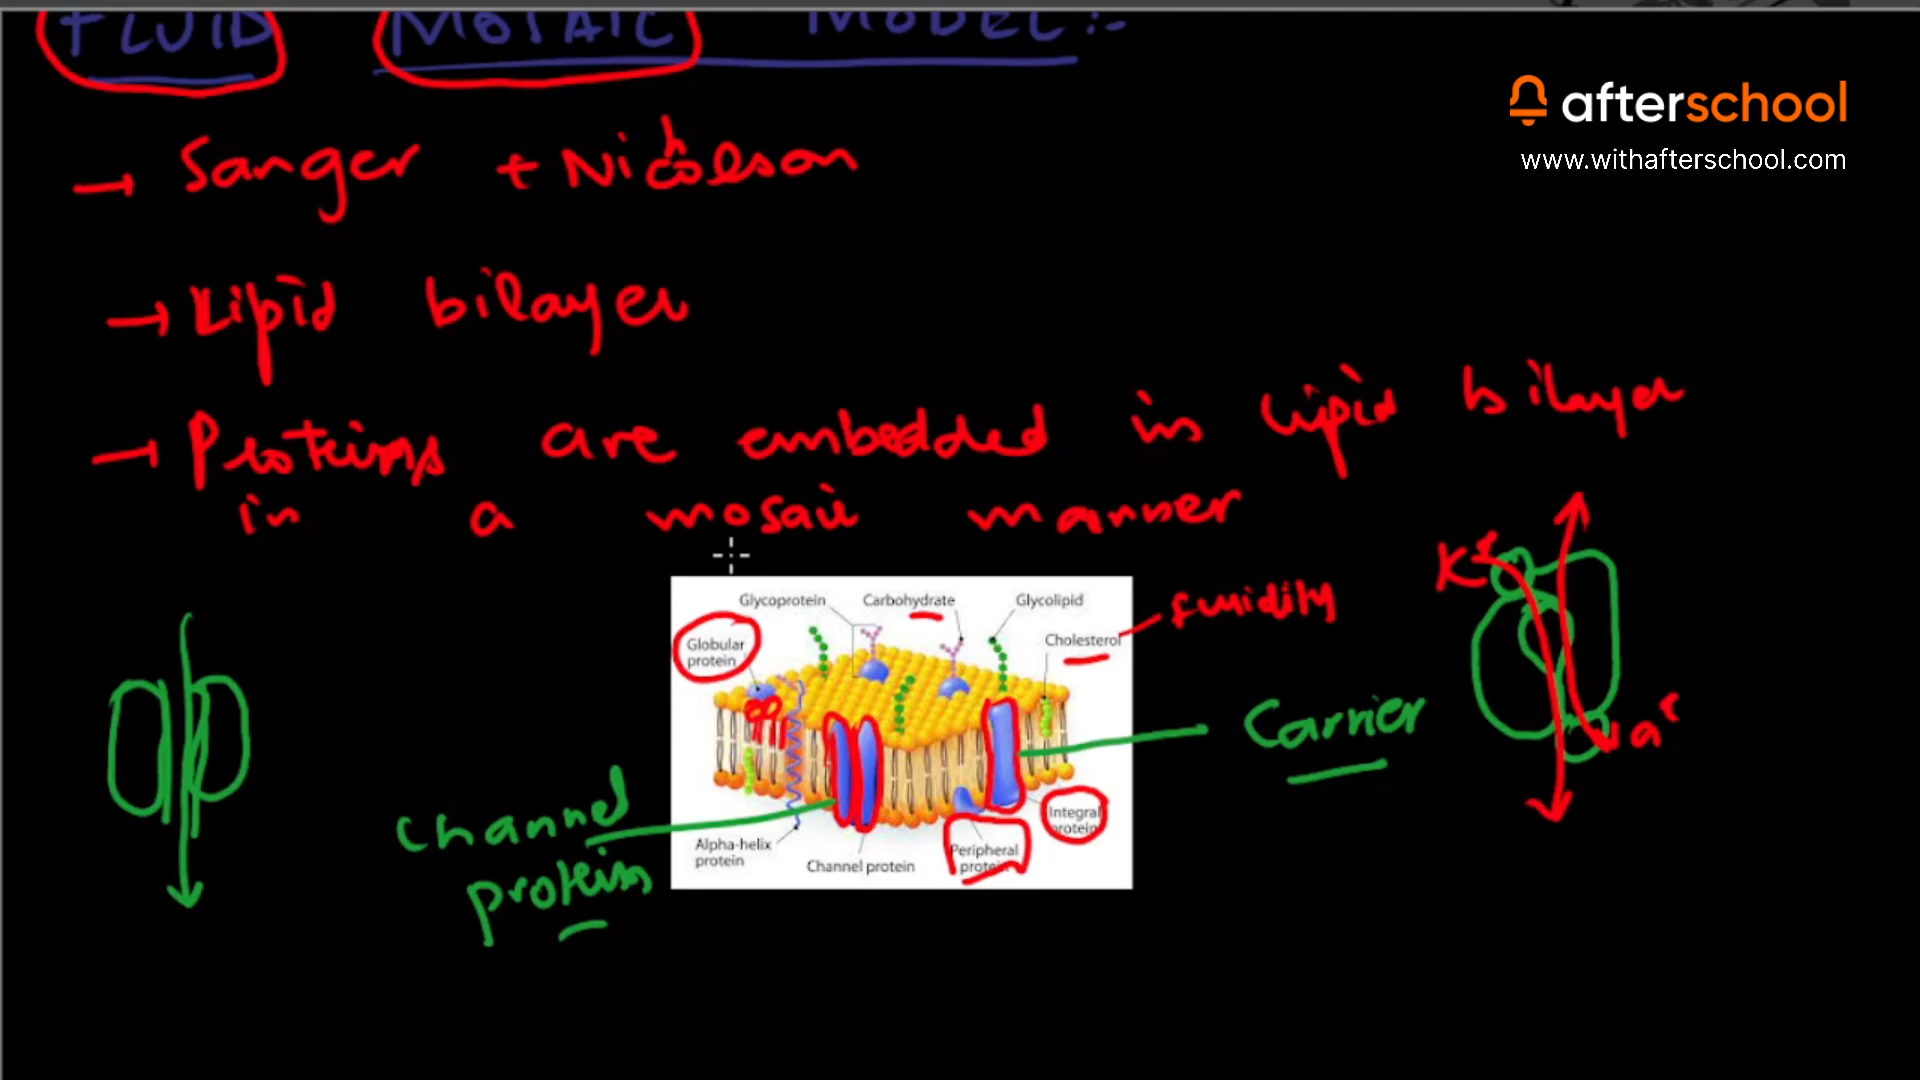 FLUID MOSAIC MODEL :-
afterschool
www.withafterschool.com
→ Sanger + Nicholson
→ Lipid bilayer
→ Proteins are embedded in lipid bilayer
in a mosaic manner
K+
Glycoprotein Carbohydrate Glycolipid
Globular
protein
Cholesterol
fluidity
Carrier
Channel
protein
Alpha-helix
protein
Channel protein
Peripheral
protein
Integral
protein